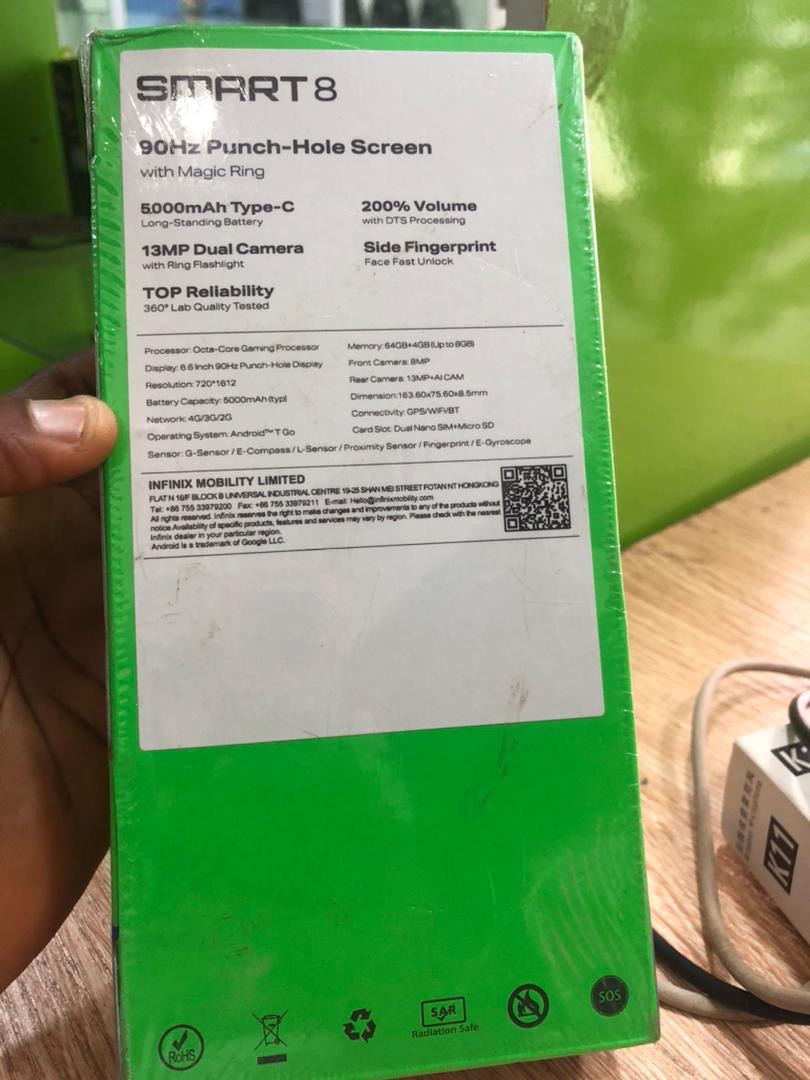 SMART 8
90Hz Punch-Hole Screen
with Magic Ring
5000mAh Type-C
Long-Standing Battery
200% Volume
with DTS Processing
13MP Dual Camera
with Ring Flashlight
Side Fingerprint
Face Fast Unlock
TOP Reliability
360° Lab Quality Tested
Processor: Octa-Core Gaming Processor
Display: 6.6 Inch 90Hz Punch-Hole Display
Resolution: 720*1612
Battery Capacity: 5000mAh (typ)
Network: 4G/3G/2G
Operating System: Android™ T Go
Memory: 64GB+4GB (Up to 8GB)
Front Camera: 8MP
Rear Camera: 13MP+AI CAM
Dimension:163.60x75.60x8.5mm
Connectivity: GPS/WIFI/BT
Card Slot: Dual Nano SIM+Micro SD
Sensor: G-Sensor / E-Compass / L-Sensor / Proximity Sensor / Fingerprint / E-Gyroscope
INFINIX MOBILITY LIMITED
FLAT N 16/F BLOCK B UNIVERSAL INDUSTRIAL CENTRE 19-25 SHAN MEI STREET FOTAN NT HONGKONG
Tel: +86 755 33979200 Fax: +86 755 33979211 E-mail: Hello@infinixmobility.com
All rights reserved. Infinix reserves the right to make changes and improvements to any of the products without
notice.Availability of specific products, features and services may vary by region. Please check with the nearest
Infinix dealer in your particular region.
Android is a trademark of Google LLC.
RoHS
SAR
Radiation Safe
SOS
K11